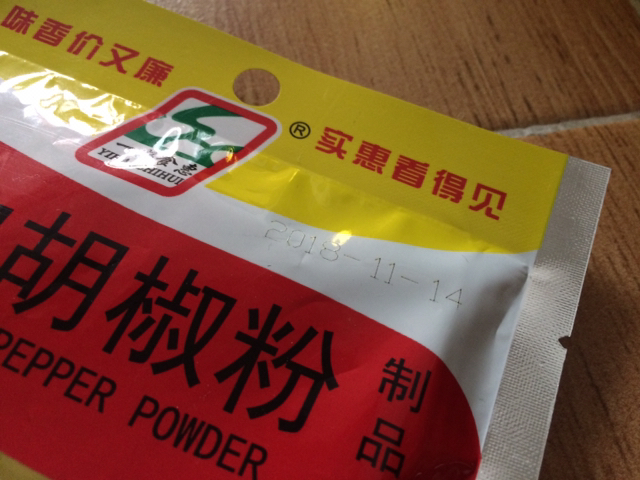 味香价又廉
® 实惠看得见
2018-11-14
胡椒粉
制品
PEPPER POWDER